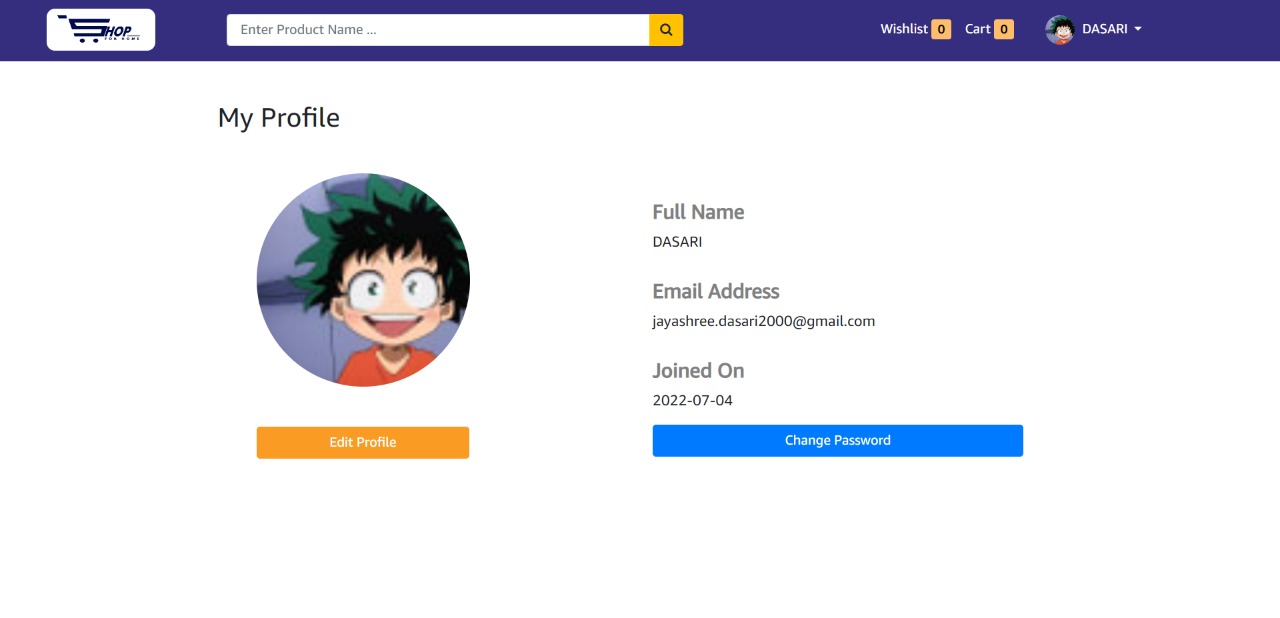 SHOP
FOR HOME
Enter Product Name ...
Wishlist 0 Cart 0
DASARI
My Profile
Full Name
DASARI
Email Address
jayashree.dasari2000@gmail.com
Joined On
2022-07-04
Edit Profile
Change Password